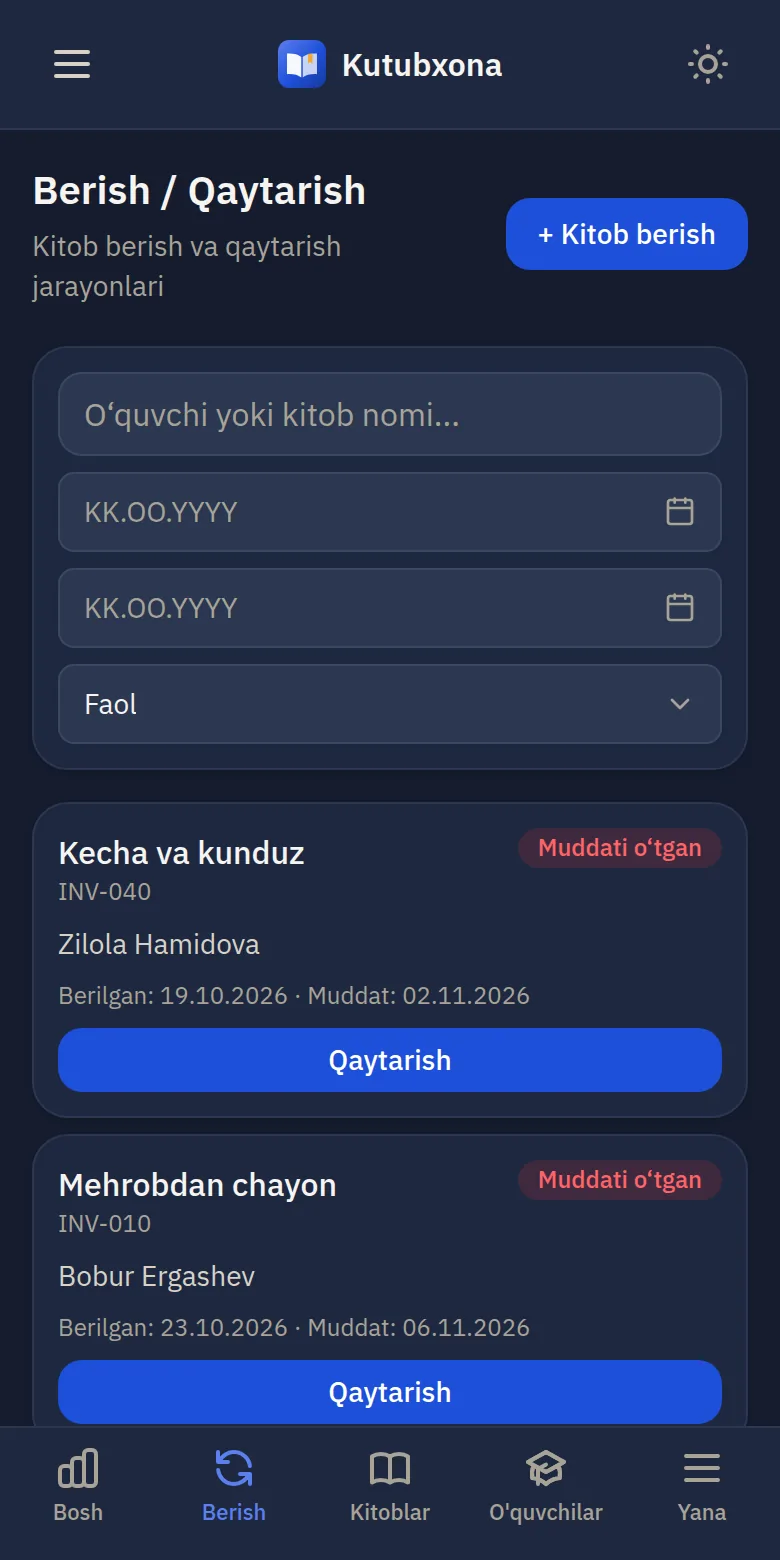 Kutubxona
Berish / Qaytarish
Kitob berish va qaytarish
jarayonlari
+ Kitob berish
Oʻquvchi yoki kitob nomi...
KK.OO.YYYY
KK.OO.YYYY
Faol
Kecha va kunduz
Muddati oʻtgan
INV-040
Zilola Hamidova
Berilgan: 19.10.2026 · Muddat: 02.11.2026
Qaytarish
Mehrobdan chayon
Muddati oʻtgan
INV-010
Bobur Ergashev
Berilgan: 23.10.2026 · Muddat: 06.11.2026
Qaytarish
Bosh
Berish
Kitoblar
O'quvchilar
Yana